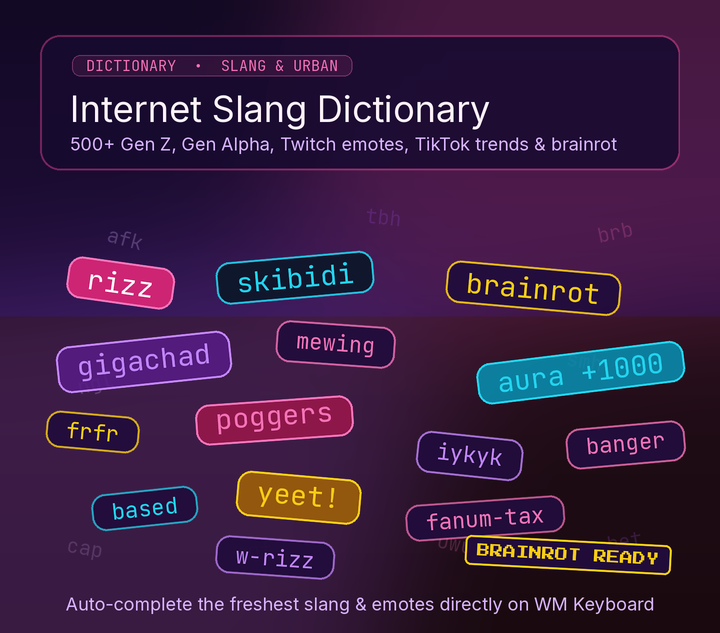 DICTIONARY • SLANG & URBAN
Internet Slang Dictionary
500+ Gen Z, Gen Alpha, Twitch emotes, TikTok trends & brainrot
tbh
afk
brb
rizz
skibidi
brainrot
gigachad
mewing
aura +1000
frfr
poggers
iykyk
banger
based
yeet!
fanum-tax
cap
bet
w-rizz
BRAINROT READY
Auto-complete the freshest slang & emotes directly on WM Keyboard